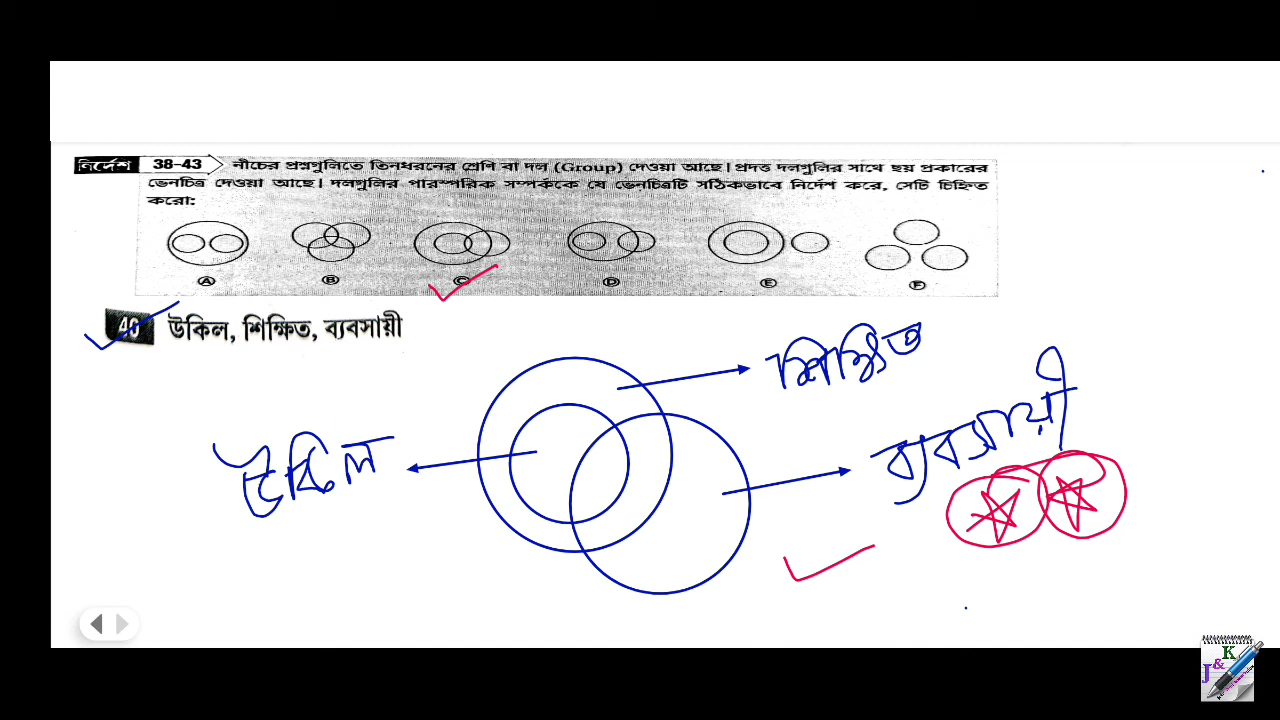 নির্দেশ 38-43 নীচের প্রশ্নগুলিতে তিনধরনের শ্রেণি বা দল (Group) দেওয়া আছে। প্রদত্ত দলগুলির সাথে ছয় প্রকারের
ভেনচিত্র দেওয়া আছে। দলগুলির পারস্পরিক সম্পর্ককে যে ভেনচিত্রটি সঠিকভাবে নির্দেশ করে, সেটি চিহ্নিত
করো:
A B C D E F
40 উকিল, শিক্ষিত, ব্যবসায়ী
শিক্ষিত
উকিল
ব্যবসায়ী
J&K